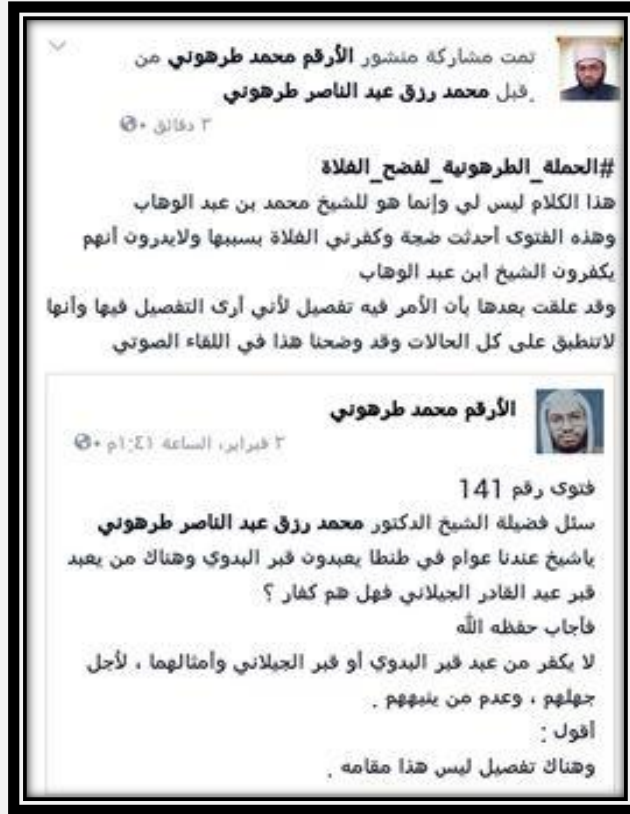 تمت مشاركة منشور الأرقم محمد طرهوني من
قبل محمد رزق عبد الناصر طرهوني.
٣ دقائق •
#الحملة_الطرهونية_لفضح_الغلاة
هذا الكلام ليس لي وإنما هو للشيخ محمد بن عبد الوهاب
وهذه الفتوى أحدثت ضجة وكفرني الغلاة بسببها ولايدرون أنهم
يكفرون الشيخ ابن عبد الوهاب
وقد علقت بعدها بأن الأمر فيه تفصيل لأني أرى التفصيل فيها وأنها
لاتنطبق على كل الحالات وقد وضحنا هذا في اللقاء الصوتي
الأرقم محمد طرهوني
٣ فبراير، الساعة ١:٤١م •
فتوى رقم 141
سئل فضيلة الشيخ الدكتور محمد رزق عبد الناصر طرهوني
ياشيخ عندنا عوام في طنطا يعبدون قبر البدوي وهناك من يعبد
قبر عبد القادر الجيلاني فهل هم كفار ؟
فأجاب حفظه الله
لا يكفر من عبد قبر البدوي أو قبر الجيلاني وأمثالهما ، لأجل
جهلهم ، وعدم من ينبههم .
أقول :
وهناك تفصيل ليس هذا مقامه .